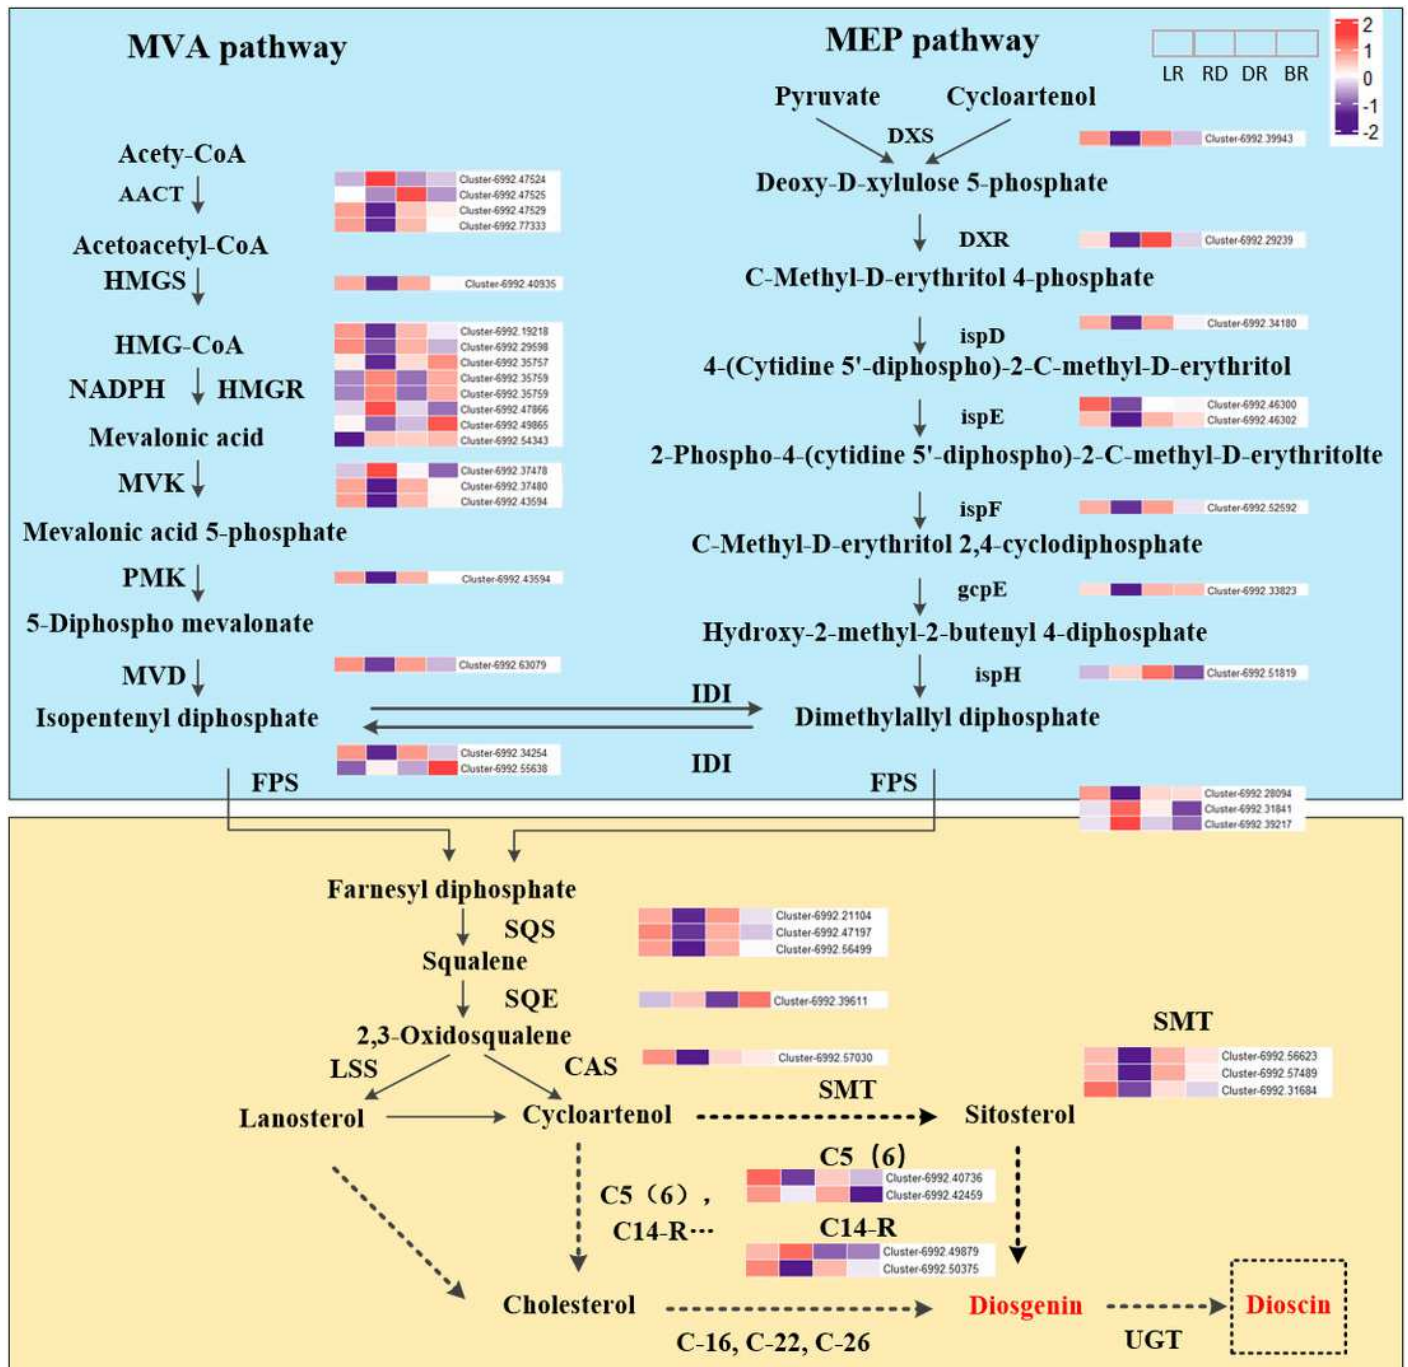 MVA pathway
MEP pathway
LR RD DR BR
2
1
0
-1
-2
Pyruvate
Cycloartenol
DXS
Cluster-6992.39943
Deoxy-D-xylulose 5-phosphate
DXR
Cluster-6992.29239
C-Methyl-D-erythritol 4-phosphate
ispD
Cluster-6992.34180
4-(Cytidine 5'-diphospho)-2-C-methyl-D-erythritol
ispE
Cluster-6992.46300
Cluster-6992.46302
2-Phospho-4-(cytidine 5'-diphospho)-2-C-methyl-D-erythritolte
ispF
Cluster-6992.52592
C-Methyl-D-erythritol 2,4-cyclodiphosphate
gcpE
Cluster-6992.33823
Hydroxy-2-methyl-2-butenyl 4-diphosphate
ispH
Cluster-6992.51819
Dimethylallyl diphosphate
Acety-CoA
AACT
Cluster-6992.47524
Cluster-6992.47525
Cluster-6992.47529
Cluster-6992.77333
Acetoacetyl-CoA
HMGS
Cluster-6992.40935
HMG-CoA
NADPH
HMGR
Cluster-6992.19218
Cluster-6992.29598
Cluster-6992.35757
Cluster-6992.35759
Cluster-6992.35759
Cluster-6992.47866
Cluster-6992.49865
Cluster-6992.54343
Mevalonic acid
MVK
Cluster-6992.37478
Cluster-6992.37480
Cluster-6992.43594
Mevalonic acid 5-phosphate
PMK
Cluster-6992.43594
5-Diphospho mevalonate
MVD
Cluster-6992.63079
Isopentenyl diphosphate
IDI
IDI
Cluster-6992.34254
Cluster-6992.55638
FPS
FPS
Cluster-6992.28094
Cluster-6992.31841
Cluster-6992.39217
Farnesyl diphosphate
SQS
Cluster-6992.21104
Cluster-6992.47197
Cluster-6992.56499
Squalene
SQE
Cluster-6992.39611
2,3-Oxidosqualene
LSS
CAS
Cluster-6992.57030
SMT
SMT
Cluster-6992.56623
Cluster-6992.57489
Cluster-6992.31684
Lanosterol
Cycloartenol
Sitosterol
C5（6）
Cluster-6992.40736
Cluster-6992.42459
C5（6），
C14-R···
C14-R
Cluster-6992.49879
Cluster-6992.50375
Cholesterol
C-16, C-22, C-26
Diosgenin
UGT
Dioscin